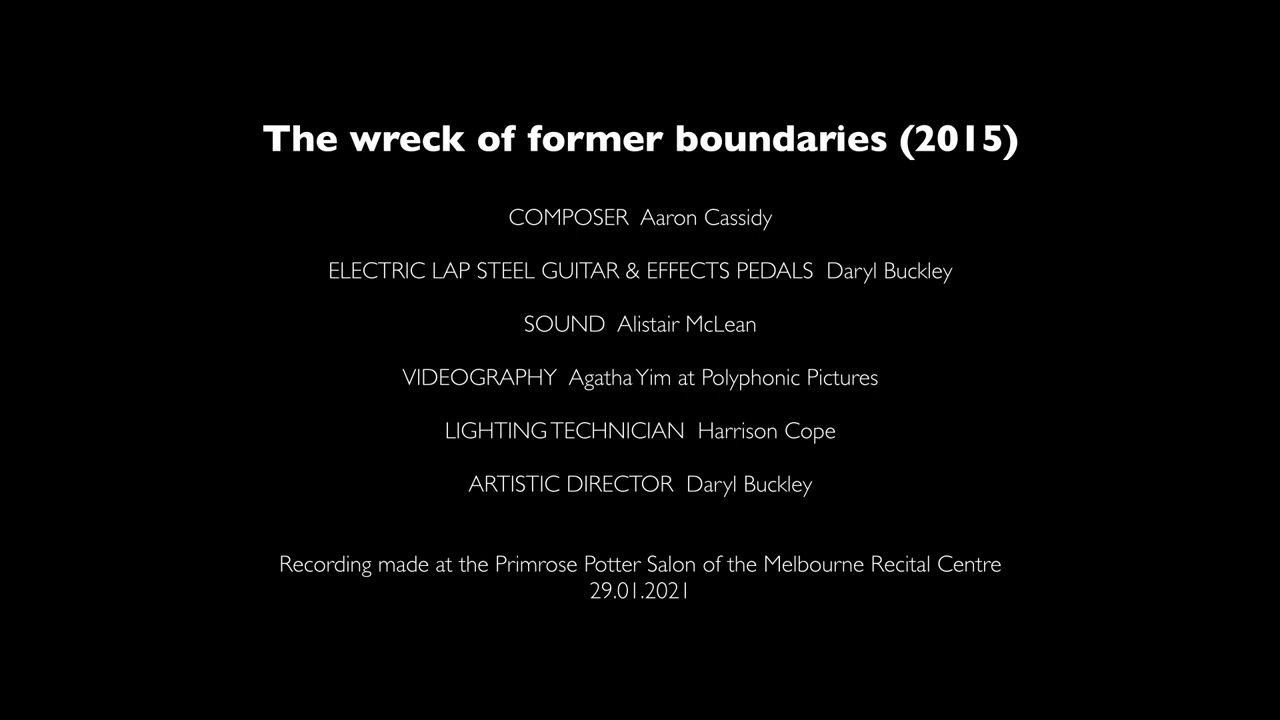 The wreck of former boundaries (2015)
COMPOSER Aaron Cassidy
ELECTRIC LAP STEEL GUITAR & EFFECTS PEDALS Daryl Buckley
SOUND Alistair McLean
VIDEOGRAPHY Agatha Yim at Polyphonic Pictures
LIGHTING TECHNICIAN Harrison Cope
ARTISTIC DIRECTOR Daryl Buckley
Recording made at the Primrose Potter Salon of the Melbourne Recital Centre
29.01.2021